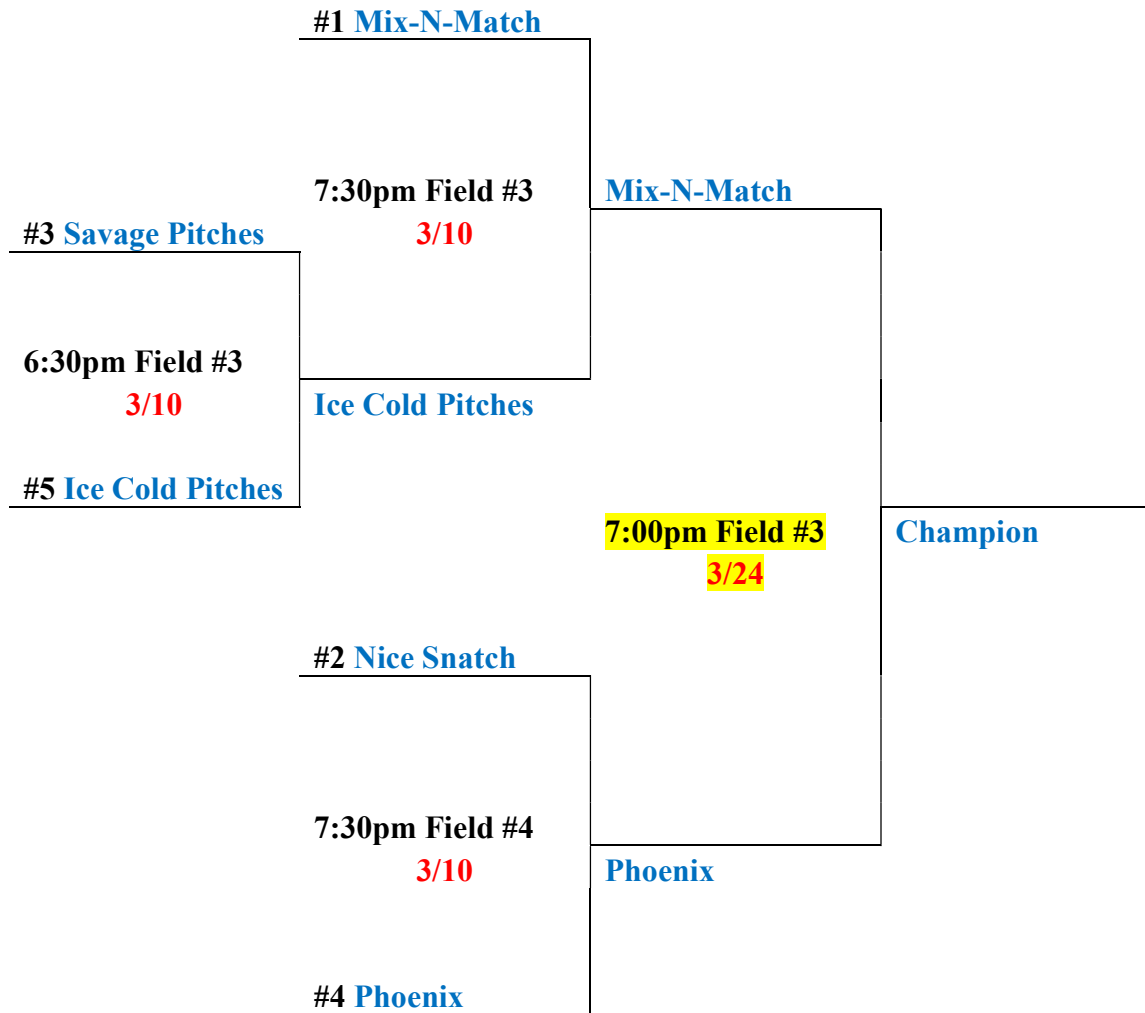 #1 Mix-N-Match
7:30pm Field #3
3/10
Mix-N-Match
#3 Savage Pitches
6:30pm Field #3
3/10
Ice Cold Pitches
#5 Ice Cold Pitches
7:00pm Field #3
3/24
Champion
#2 Nice Snatch
7:30pm Field #4
3/10
Phoenix
#4 Phoenix